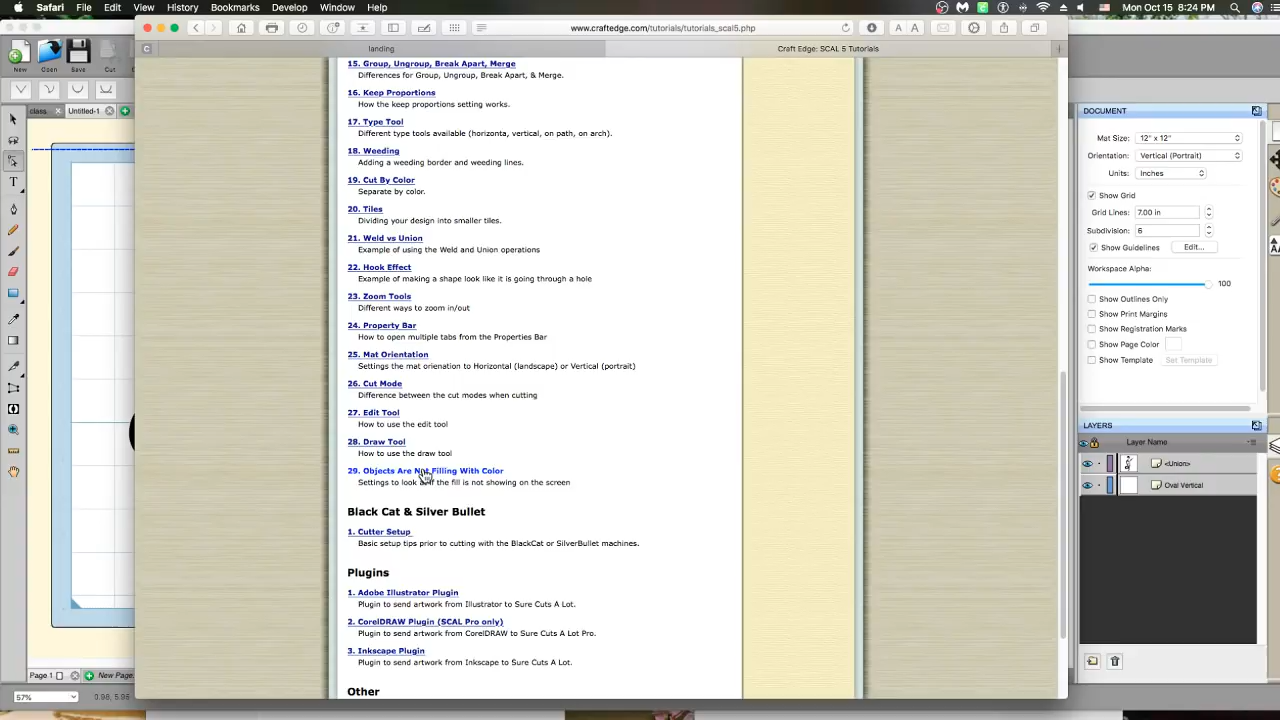 Safari File Edit View History Bookmarks Develop Window Help
Mon Oct 15 8:24 PM
www.craftedge.com/tutorials/tutorials_scal5.php
A A
New Open Save Cut
landing Craft Edge: SCAL 5 Tutorials
class Untitled-1
15. Group, Ungroup, Break Apart, Merge
Differences for Group, Ungroup, Break Apart, & Merge.
16. Keep Proportions
How the keep proportions setting works.
17. Type Tool
Different type tools available (horizonta, vertical, on path, on arch).
18. Weeding
Adding a weeding border and weeding lines.
19. Cut By Color
Separate by color.
20. Tiles
Dividing your design into smaller tiles.
21. Weld vs Union
Example of using the Weld and Union operations
22. Hook Effect
Example of making a shape look like it is going through a hole
23. Zoom Tools
Different ways to zoom in/out
24. Property Bar
How to open multiple tabs from the Properties Bar
25. Mat Orientation
Settings the mat orienation to Horizontal (landscape) or Vertical (portrait)
26. Cut Mode
Difference between the cut modes when cutting
27. Edit Tool
How to use the edit tool
28. Draw Tool
How to use the draw tool
29. Objects Are Not Filling With Color
Settings to look if the fill is not showing on the screen
Black Cat & Silver Bullet
1. Cutter Setup
Basic setup tips prior to cutting with the BlackCat or SilverBullet machines.
Plugins
1. Adobe Illustrator Plugin
Plugin to send artwork from Illustrator to Sure Cuts A Lot.
2. CorelDRAW Plugin (SCAL Pro only)
Plugin to send artwork from CorelDRAW to Sure Cuts A Lot Pro.
3. Inkscape Plugin
Plugin to send artwork from Inkscape to Sure Cuts A Lot.
Other
DOCUMENT
Mat Size: 12" x 12"
Orientation: Vertical (Portrait)
Units: Inches
Show Grid
Grid Lines: 7.00 in
Subdivision: 6
Show Guidelines Edit...
Workspace Alpha:
100
Show Outlines Only
Show Print Margins
Show Registration Marks
Show Page Color
Show Template Set Template
LAYERS
Layer Name
<Union>
Oval Vertical
Page 1 New Page
57%